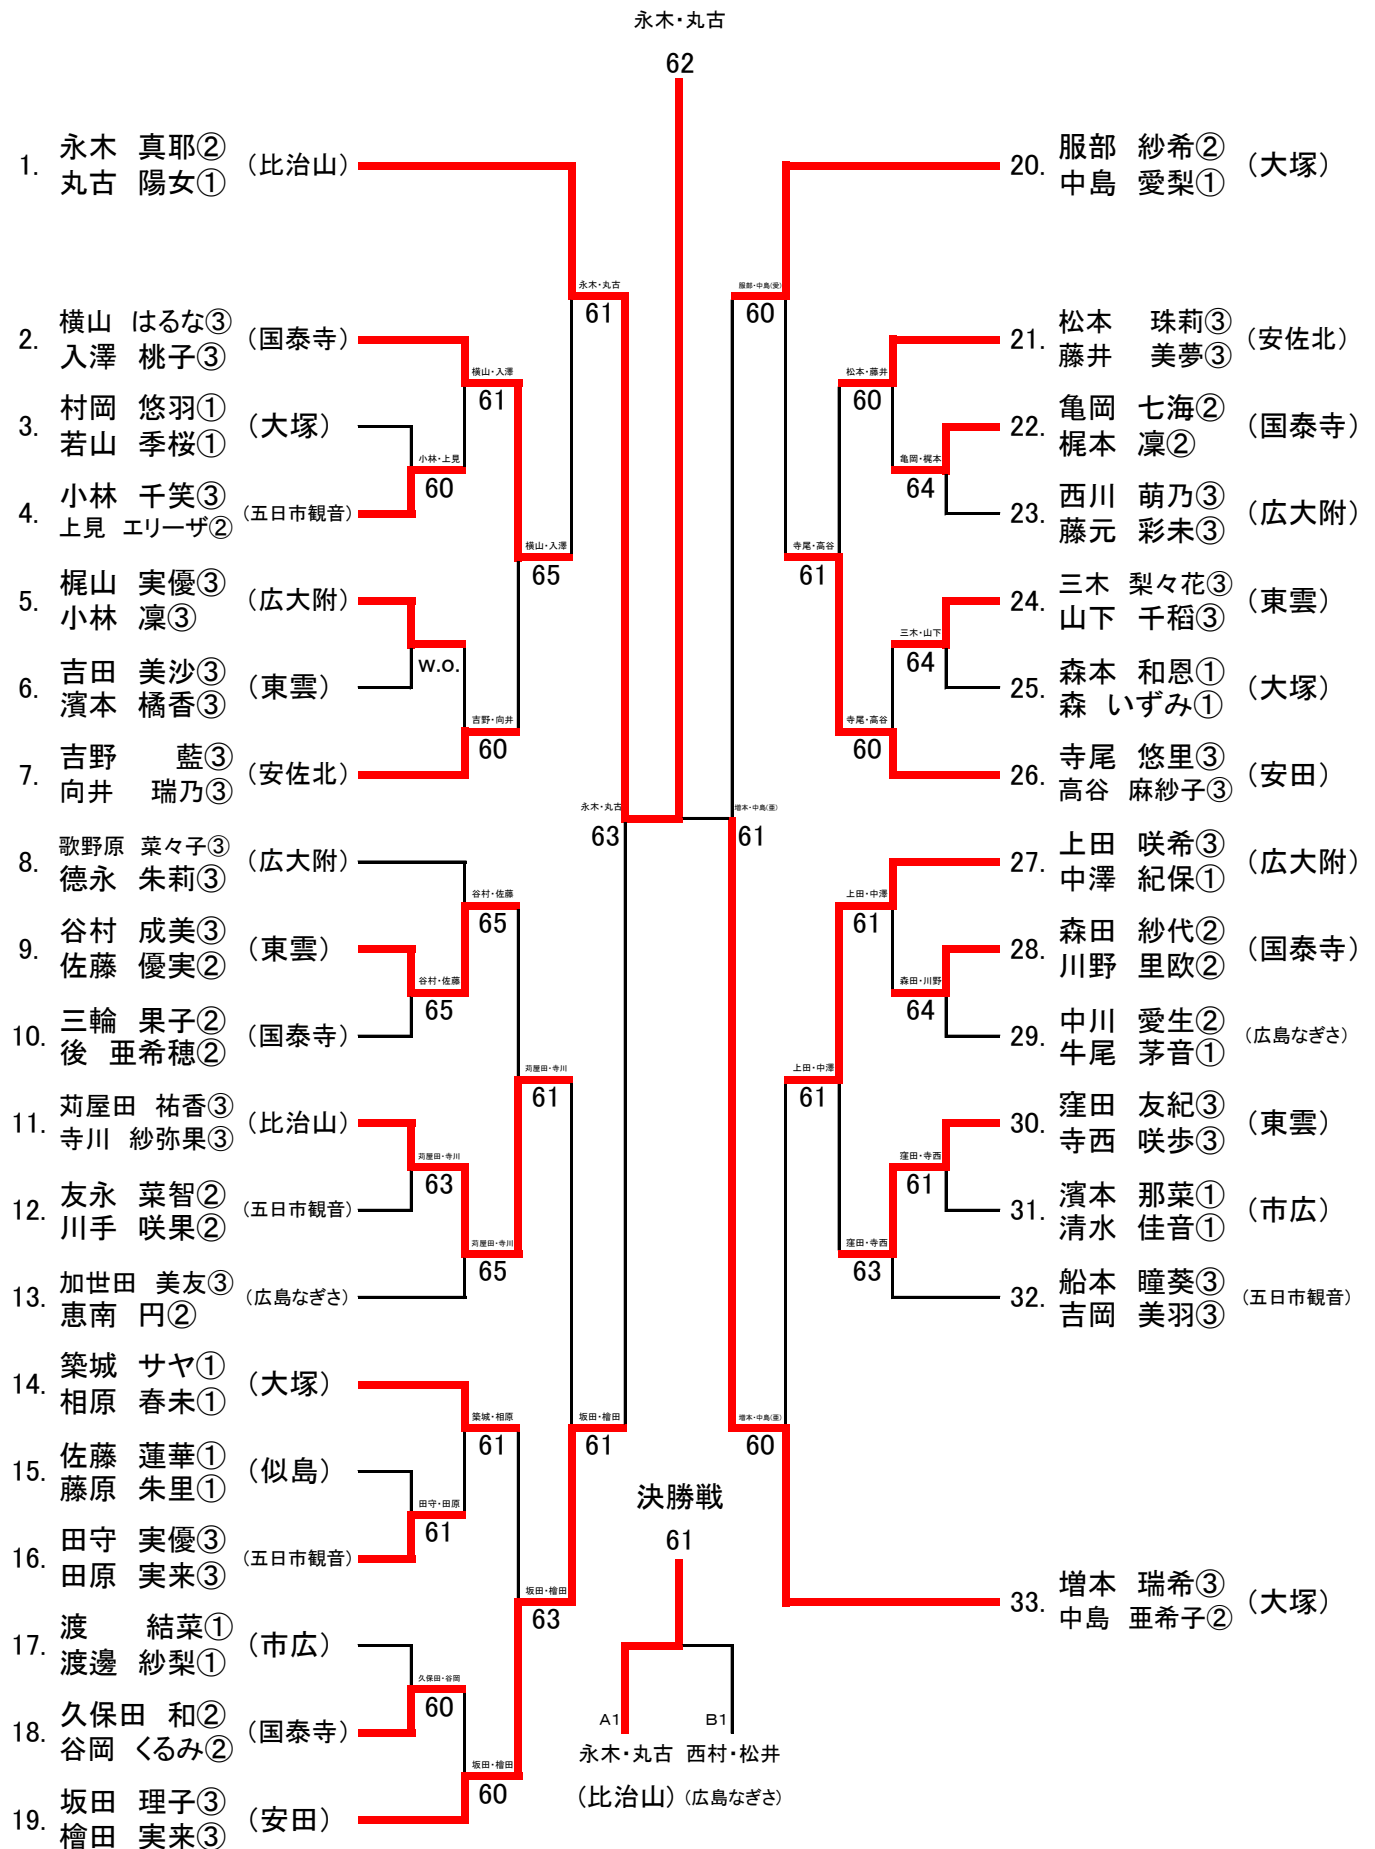 永木・丸古
62
1. 永木 真耶② (比治山)
丸古 陽女①
2. 横山 はるな③ (国泰寺)
入澤 桃子③
3. 村岡 悠羽① (大塚)
若山 季桜①
4. 小林 千笑③ (五日市観音)
上見 エリーザ②
5. 梶山 実優③ (広大附)
小林 凜③
6. 吉田 美沙③ (東雲)
濱本 橘香③
7. 吉野 藍③ (安佐北)
向井 瑞乃③
8. 歌野原 菜々子③ (広大附)
德永 朱莉③
9. 谷村 成美③ (東雲)
佐藤 優実②
10. 三輪 果子② (国泰寺)
後 亜希穂②
11. 苅屋田 祐香③ (比治山)
寺川 紗弥果③
12. 友永 菜智② (五日市観音)
川手 咲果②
13. 加世田 美友③ (広島なぎさ)
恵南 円②
14. 築城 サヤ① (大塚)
相原 春未①
15. 佐藤 蓮華① (似島)
藤原 朱里①
16. 田守 実優③ (五日市観音)
田原 実来③
17. 渡 結菜① (市広)
渡邊 紗梨①
18. 久保田 和② (国泰寺)
谷岡 くるみ②
19. 坂田 理子③ (安田)
檜田 実来③
永木・丸古
61
横山・入澤
61
小林・上見
60
横山・入澤
65
W.O.
吉野・向井
60
永木・丸古
63
谷村・佐藤
65
谷村・佐藤
65
苅屋田・寺川
61
苅屋田・寺川
63
苅屋田・寺川
65
築城・相原
61
坂田・檜田
61
田守・田原
61
坂田・檜田
63
久保田・谷岡
60
坂田・檜田
60
服部・中島(愛)
60
松本・藤井
60
亀岡・梶本
64
寺尾・高谷
61
三木・山下
64
寺尾・高谷
60
増本・中島(亜)
61
上田・中澤
61
森田・川野
64
上田・中澤
61
窪田・寺西
61
窪田・寺西
63
増本・中島(亜)
60
20. 服部 紗希② (大塚)
中島 愛梨①
21. 松本 珠莉③ (安佐北)
藤井 美夢③
22. 亀岡 七海② (国泰寺)
梶本 凜②
23. 西川 萌乃③ (広大附)
藤元 彩未③
24. 三木 梨々花③ (東雲)
山下 千稻③
25. 森本 和恩① (大塚)
森 いずみ①
26. 寺尾 悠里③ (安田)
高谷 麻紗子③
27. 上田 咲希③ (広大附)
中澤 紀保①
28. 森田 紗代② (国泰寺)
川野 里欧②
29. 中川 愛生② (広島なぎさ)
牛尾 茅音①
30. 窪田 友紀③ (東雲)
寺西 咲歩③
31. 濱本 那菜① (市広)
清水 佳音①
32. 船本 瞳葵③ (五日市観音)
吉岡 美羽③
33. 増本 瑞希③ (大塚)
中島 亜希子②
決勝戦
61
A1 B1
永木・丸古 西村・松井
(比治山) (広島なぎさ)